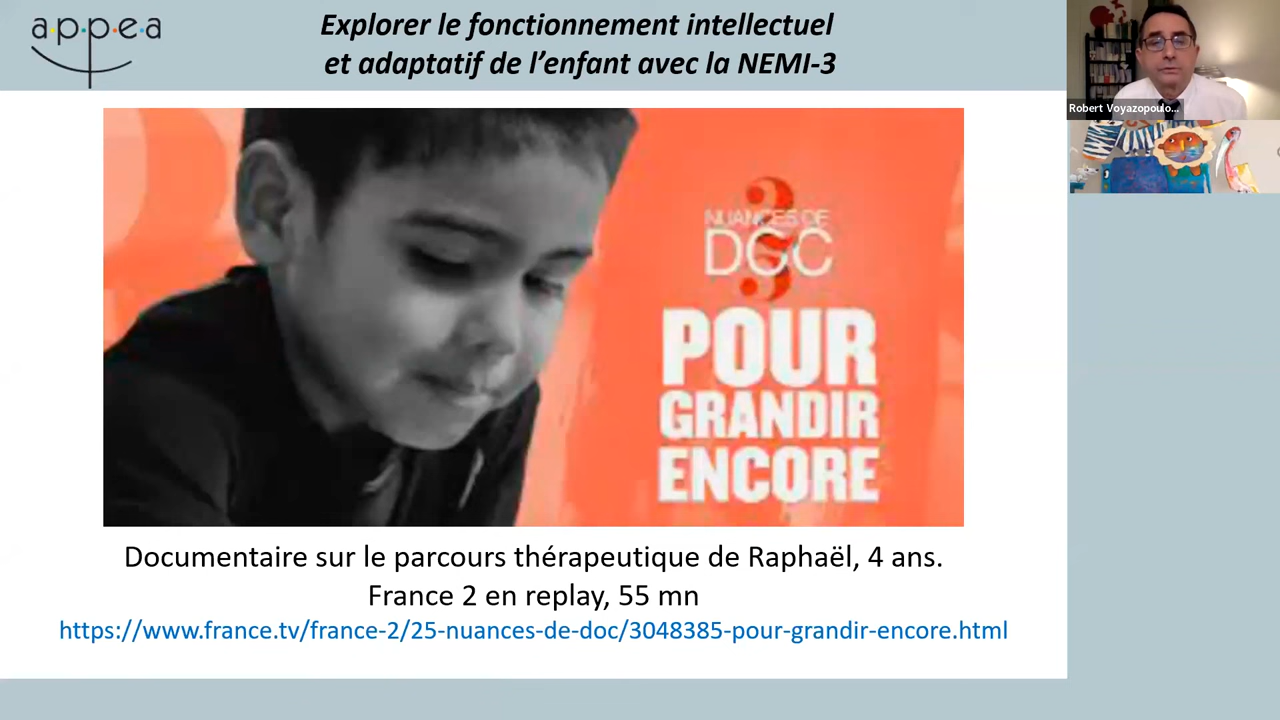 a·p·p·e·a
Explorer le fonctionnement intellectuel
et adaptatif de l’enfant avec la NEMI-3
Robert Voyazopoulo...
NUANCES DE
DOC
POUR
GRANDIR
ENCORE
Documentaire sur le parcours thérapeutique de Raphaël, 4 ans.
France 2 en replay, 55 mn
https://www.france.tv/france-2/25-nuances-de-doc/3048385-pour-grandir-encore.html